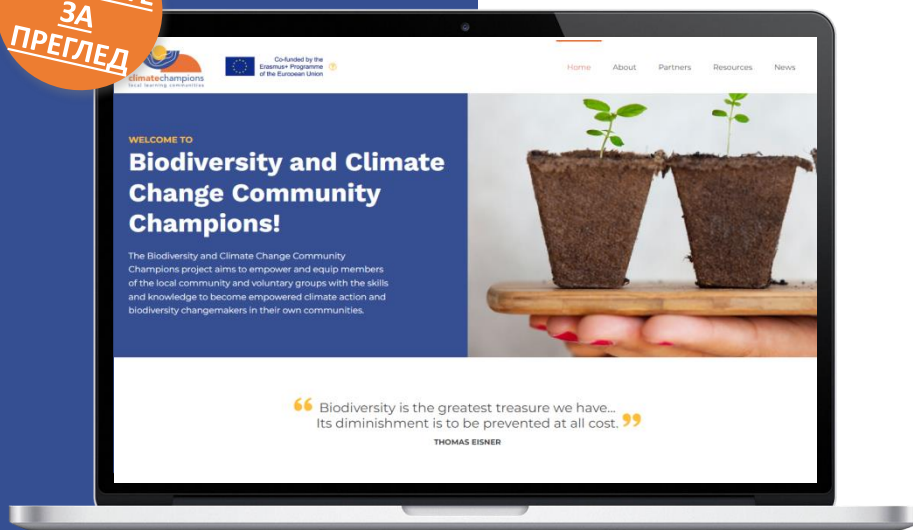 ЗА
ПРЕГЛЕД
climatechampions
local learning communities
Co-funded by the
Erasmus+ Programme
of the European Union
Home About Partners Resources News
WELCOME TO
Biodiversity and Climate
Change Community
Champions!
The Biodiversity and Climate Change Community
Champions project aims to empower and equip members
of the local community and voluntary groups with the skills
and knowledge to become empowered climate action and
biodiversity changemakers in their own communities.
“ Biodiversity is the greatest treasure we have...
Its diminishment is to be prevented at all cost. ”
THOMAS EISNER